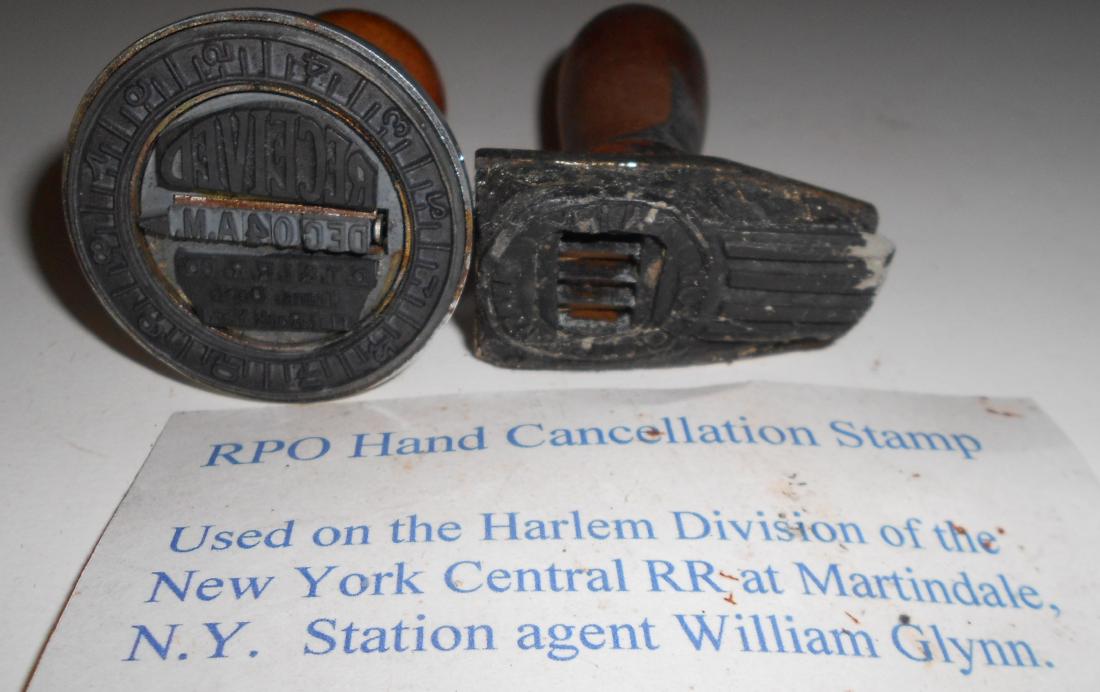 RECEIVED
DEC 04 A.M.
RPO Hand Cancellation Stamp
Used on the Harlem Division of the
New York Central RR at Martindale,
N.Y. Station agent William Glynn.